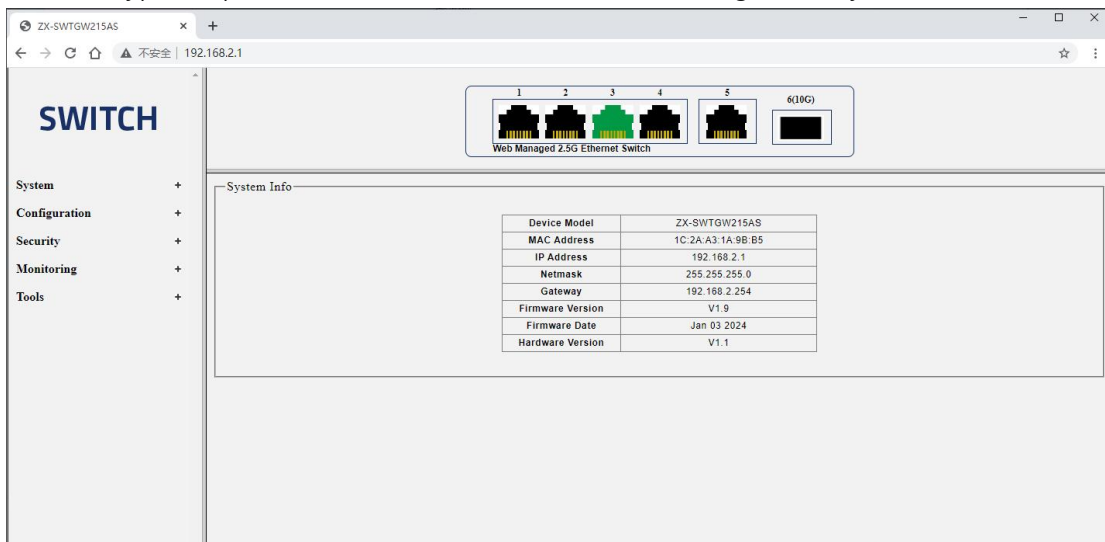 ZX-SWTGW215AS
不安全 | 192.168.2.1
SWITCH
System +
Configuration +
Security +
Monitoring +
Tools +
1 2 3 4 5 6(10G)
Web Managed 2.5G Ethernet Switch
System Info
Device Model ZX-SWTGW215AS
MAC Address 1C:2A:A3:1A:9B:B5
IP Address 192.168.2.1
Netmask 255.255.255.0
Gateway 192.168.2.254
Firmware Version V1.9
Firmware Date Jan 03 2024
Hardware Version V1.1